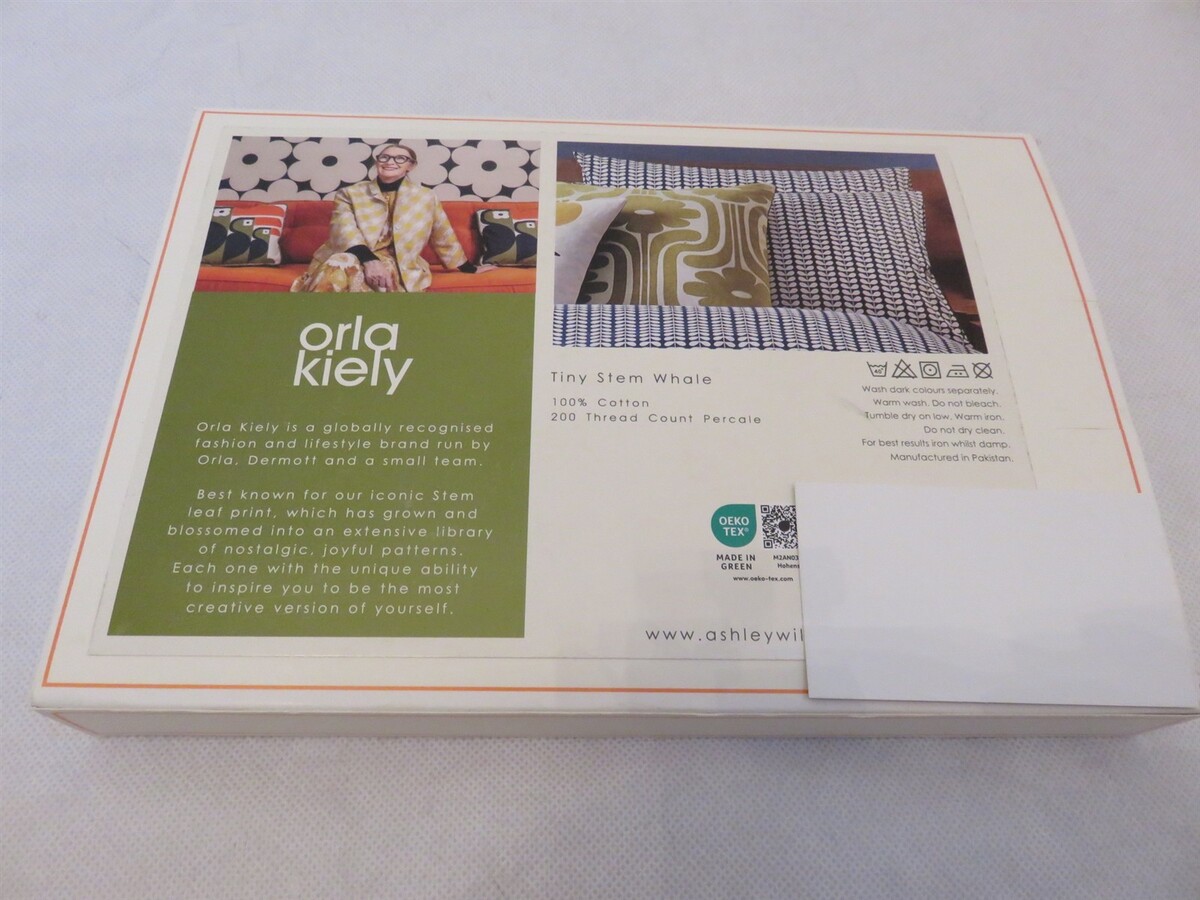 orla
kiely
Orla Kiely is a globally recognised
fashion and lifestyle brand run by
Orla, Dermott and a small team.
Best known for our iconic Stem
leaf print, which has grown and
blossomed into an extensive library
of nostalgic, joyful patterns.
Each one with the unique ability
to inspire you to be the most
creative version of yourself.
Tiny Stem Whale
100% Cotton
200 Thread Count Percale
40
Wash dark colours separately.
Warm wash. Do not bleach.
Tumble dry on low. Warm iron.
Do not dry clean.
For best results iron whilst damp.
Manufactured in Pakistan.
OEKO
TEX®
MADE IN
GREEN
M2AN03
Hohens
www.oeko-tex.com
www.ashleywil